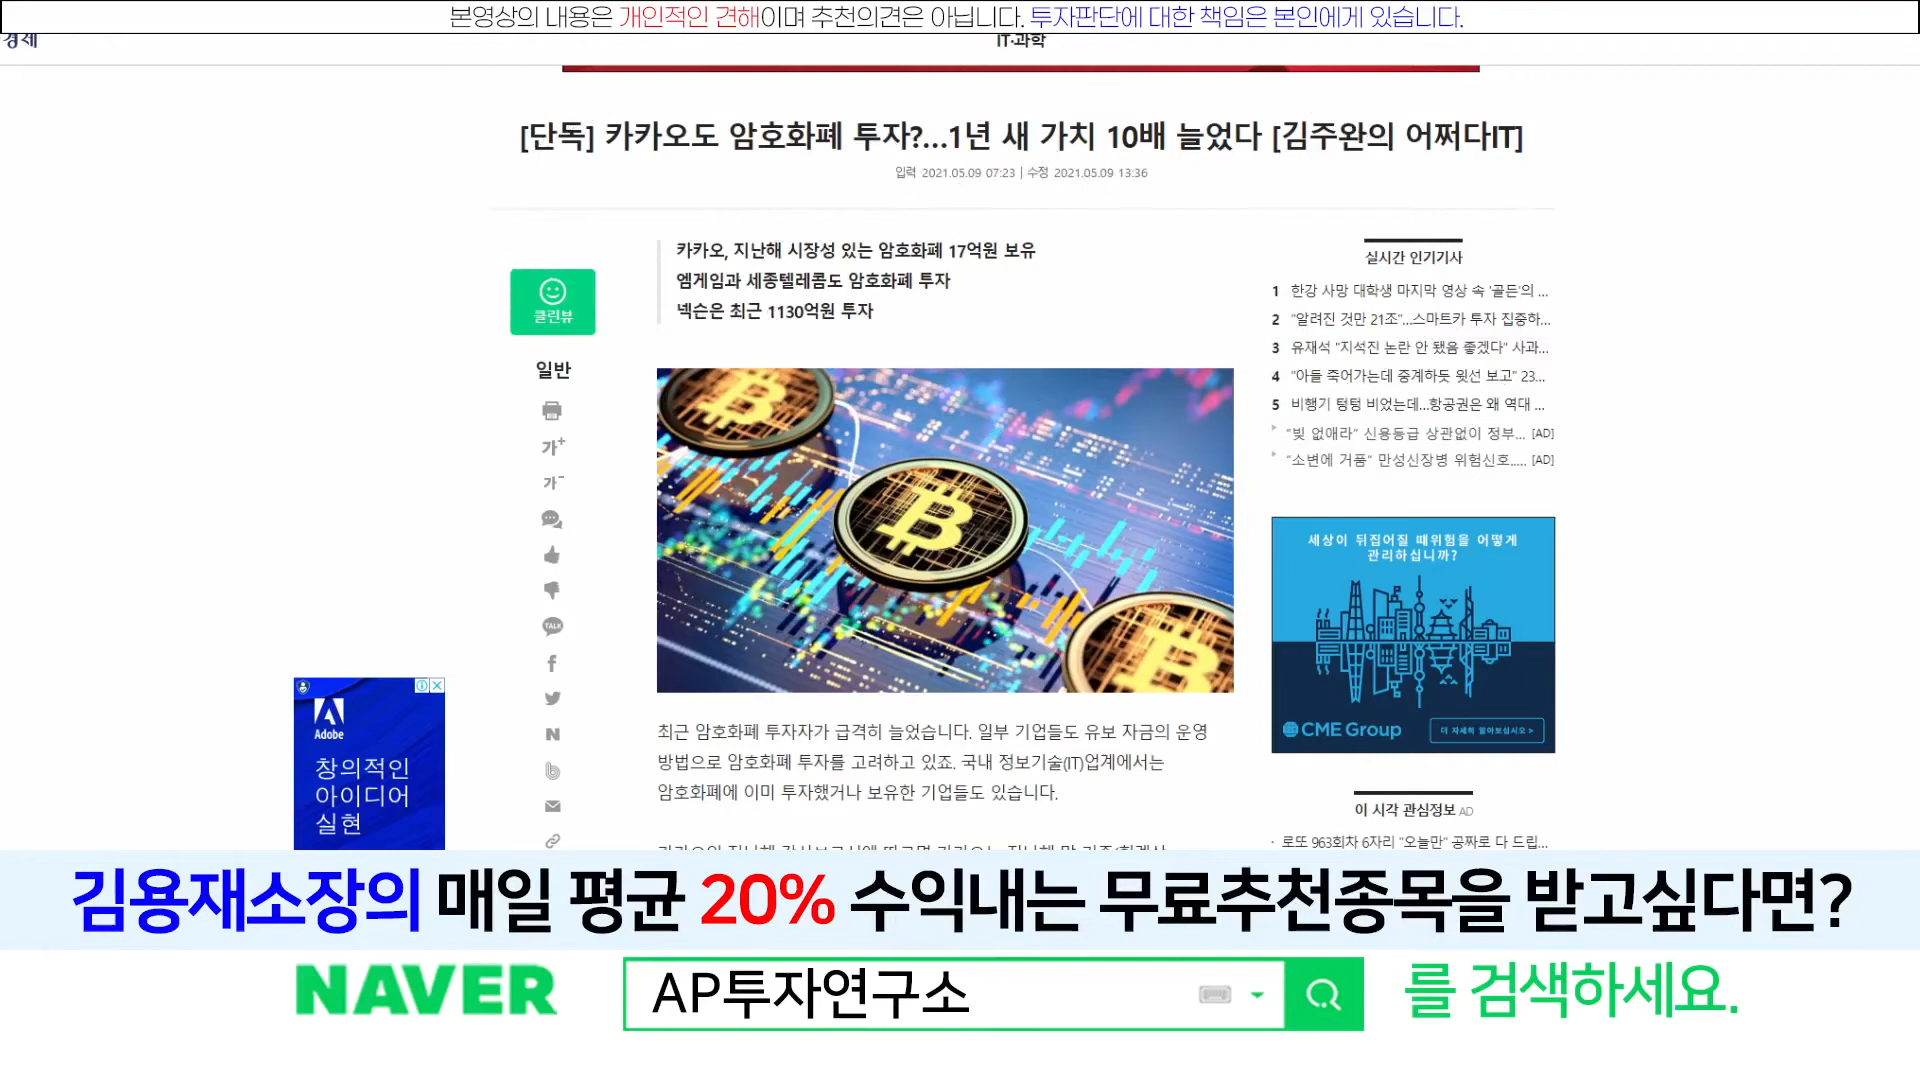 본영상의 내용은 개인적인 견해이며 추천의견은 아닙니다. 투자판단에 대한 책임은 본인에게 있습니다.
경제
IT·과학
[단독] 카카오도 암호화폐 투자?...1년 새 가치 10배 늘었다 [김주완의 어쩌다IT]
입력 2021.05.09 07:23 | 수정 2021.05.09 13:36
클린뷰
일반
가+
가-
TALK
카카오, 지난해 시장성 있는 암호화폐 17억원 보유
엠게임과 세종텔레콤도 암호화폐 투자
넥슨은 최근 1130억원 투자
최근 암호화폐 투자자가 급격히 늘었습니다. 일부 기업들도 유보 자금의 운영
방법으로 암호화폐 투자를 고려하고 있죠. 국내 정보기술(IT)업계에서는
암호화폐에 이미 투자했거나 보유한 기업들도 있습니다.
실시간 인기기사
1 한강 사망 대학생 마지막 영상 속 '골든'의 ...
2 "알려진 것만 21조"...스마트카 투자 집중하...
3 유재석 "지석진 논란 안 됐음 좋겠다" 사과...
4 "아들 죽어가는데 중계하듯 윗선 보고" 23...
5 비행기 텅텅 비었는데...항공권은 왜 역대 ...
"빚 없애라" 신용등급 상관없이 정부... [AD]
"소변에 거품" 만성신장병 위험신호..... [AD]
세상이 뒤집어질 때위험을 어떻게
관리하십니까?
CME Group
더 자세히 알아보십시오 >
이 시각 관심정보 AD
· 로또 963회차 6자리 "오늘만" 공짜로 다 드립...
Adobe
창의적인
아이디어
실현
김용재소장의 매일 평균 20% 수익내는 무료추천종목을 받고싶다면?
NAVER AP투자연구소 를 검색하세요.